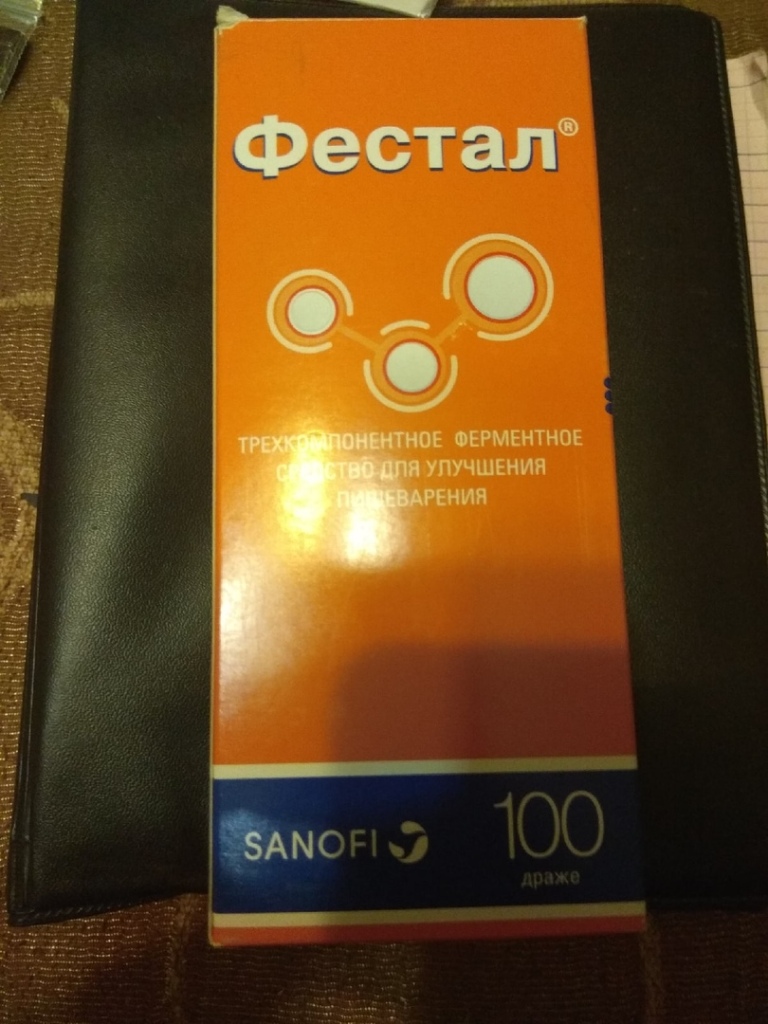 Фестал®
ТРЕХКОМПОНЕНТНОЕ ФЕРМЕНТНОЕ
СРЕДСТВО ДЛЯ УЛУЧШЕНИЯ
ПИЩЕВАРЕНИЯ
SANOFI
100
драже